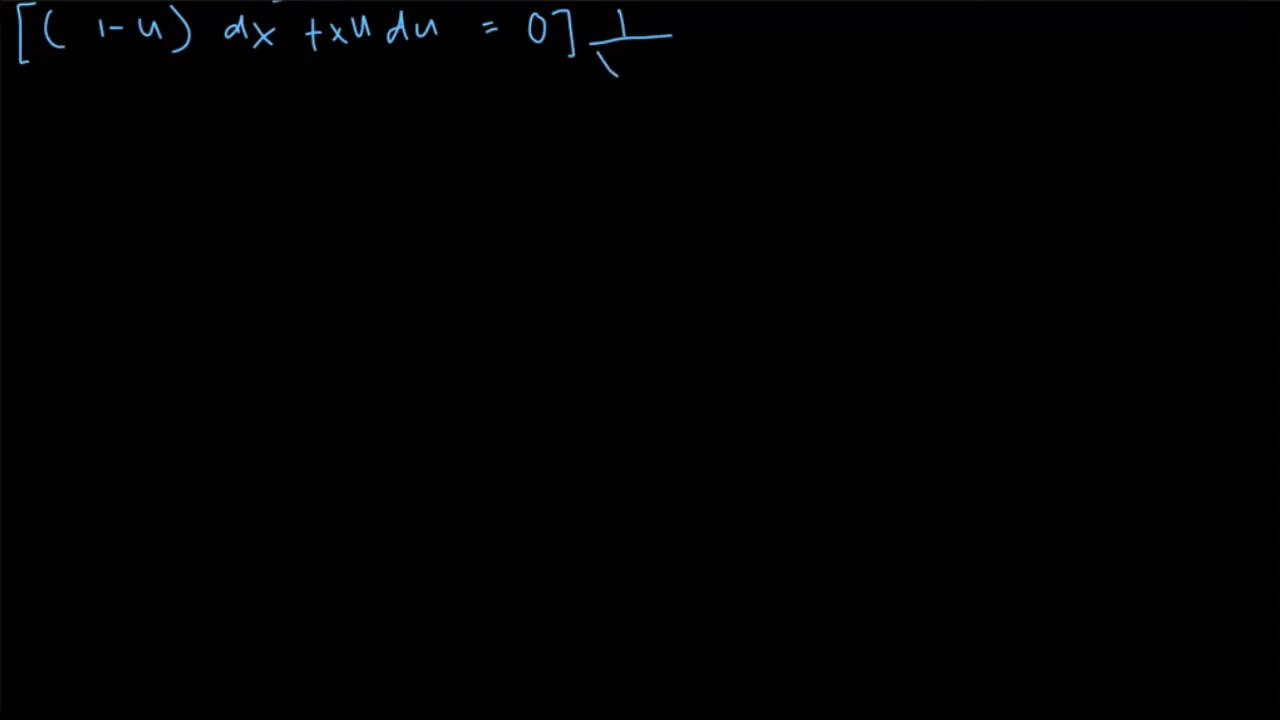 [( 1-u) dx +xu du = 0] 1/